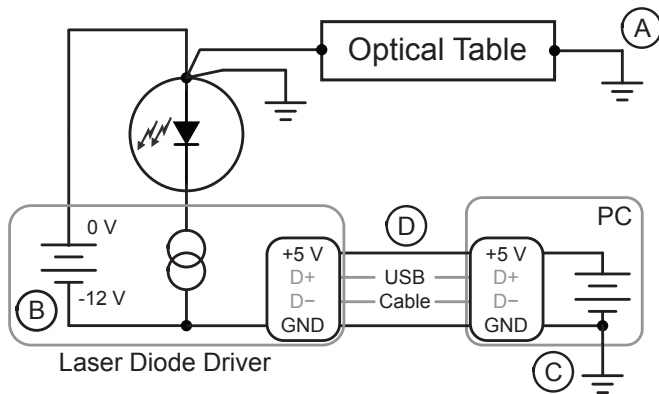 A
Optical Table
PC
D
0 V
+5 V
+5 V
D+
USB
D+
D−
Cable
D−
-12 V
B
GND
GND
C
Laser Diode Driver